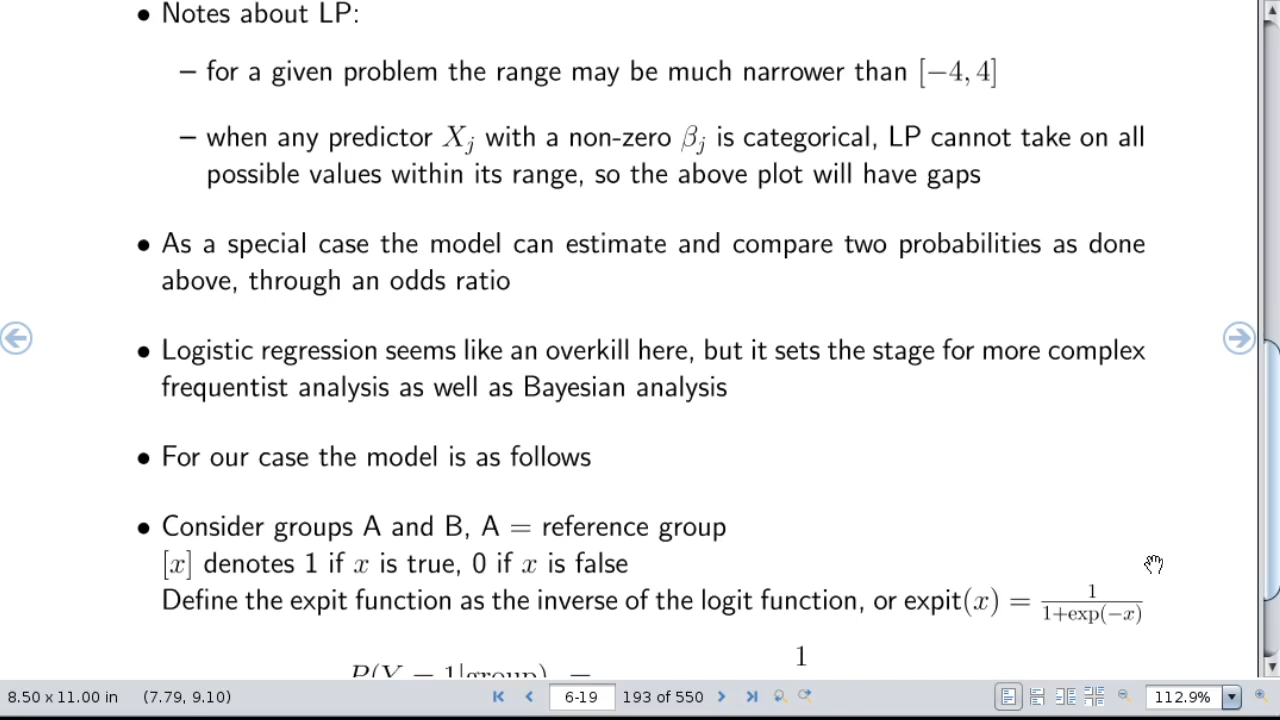 • Notes about LP:
– for a given problem the range may be much narrower than [−4, 4]
– when any predictor Xj with a non-zero βj is categorical, LP cannot take on all
possible values within its range, so the above plot will have gaps
• As a special case the model can estimate and compare two probabilities as done
above, through an odds ratio
• Logistic regression seems like an overkill here, but it sets the stage for more complex
frequentist analysis as well as Bayesian analysis
• For our case the model is as follows
• Consider groups A and B, A = reference group
[x] denotes 1 if x is true, 0 if x is false
Define the expit function as the inverse of the logit function, or expit(x) = 1/(1+exp(−x))
P(Y = 1|group) = 1
8.50 x 11.00 in (7.79, 9.10) 6-19 193 of 550 112.9%